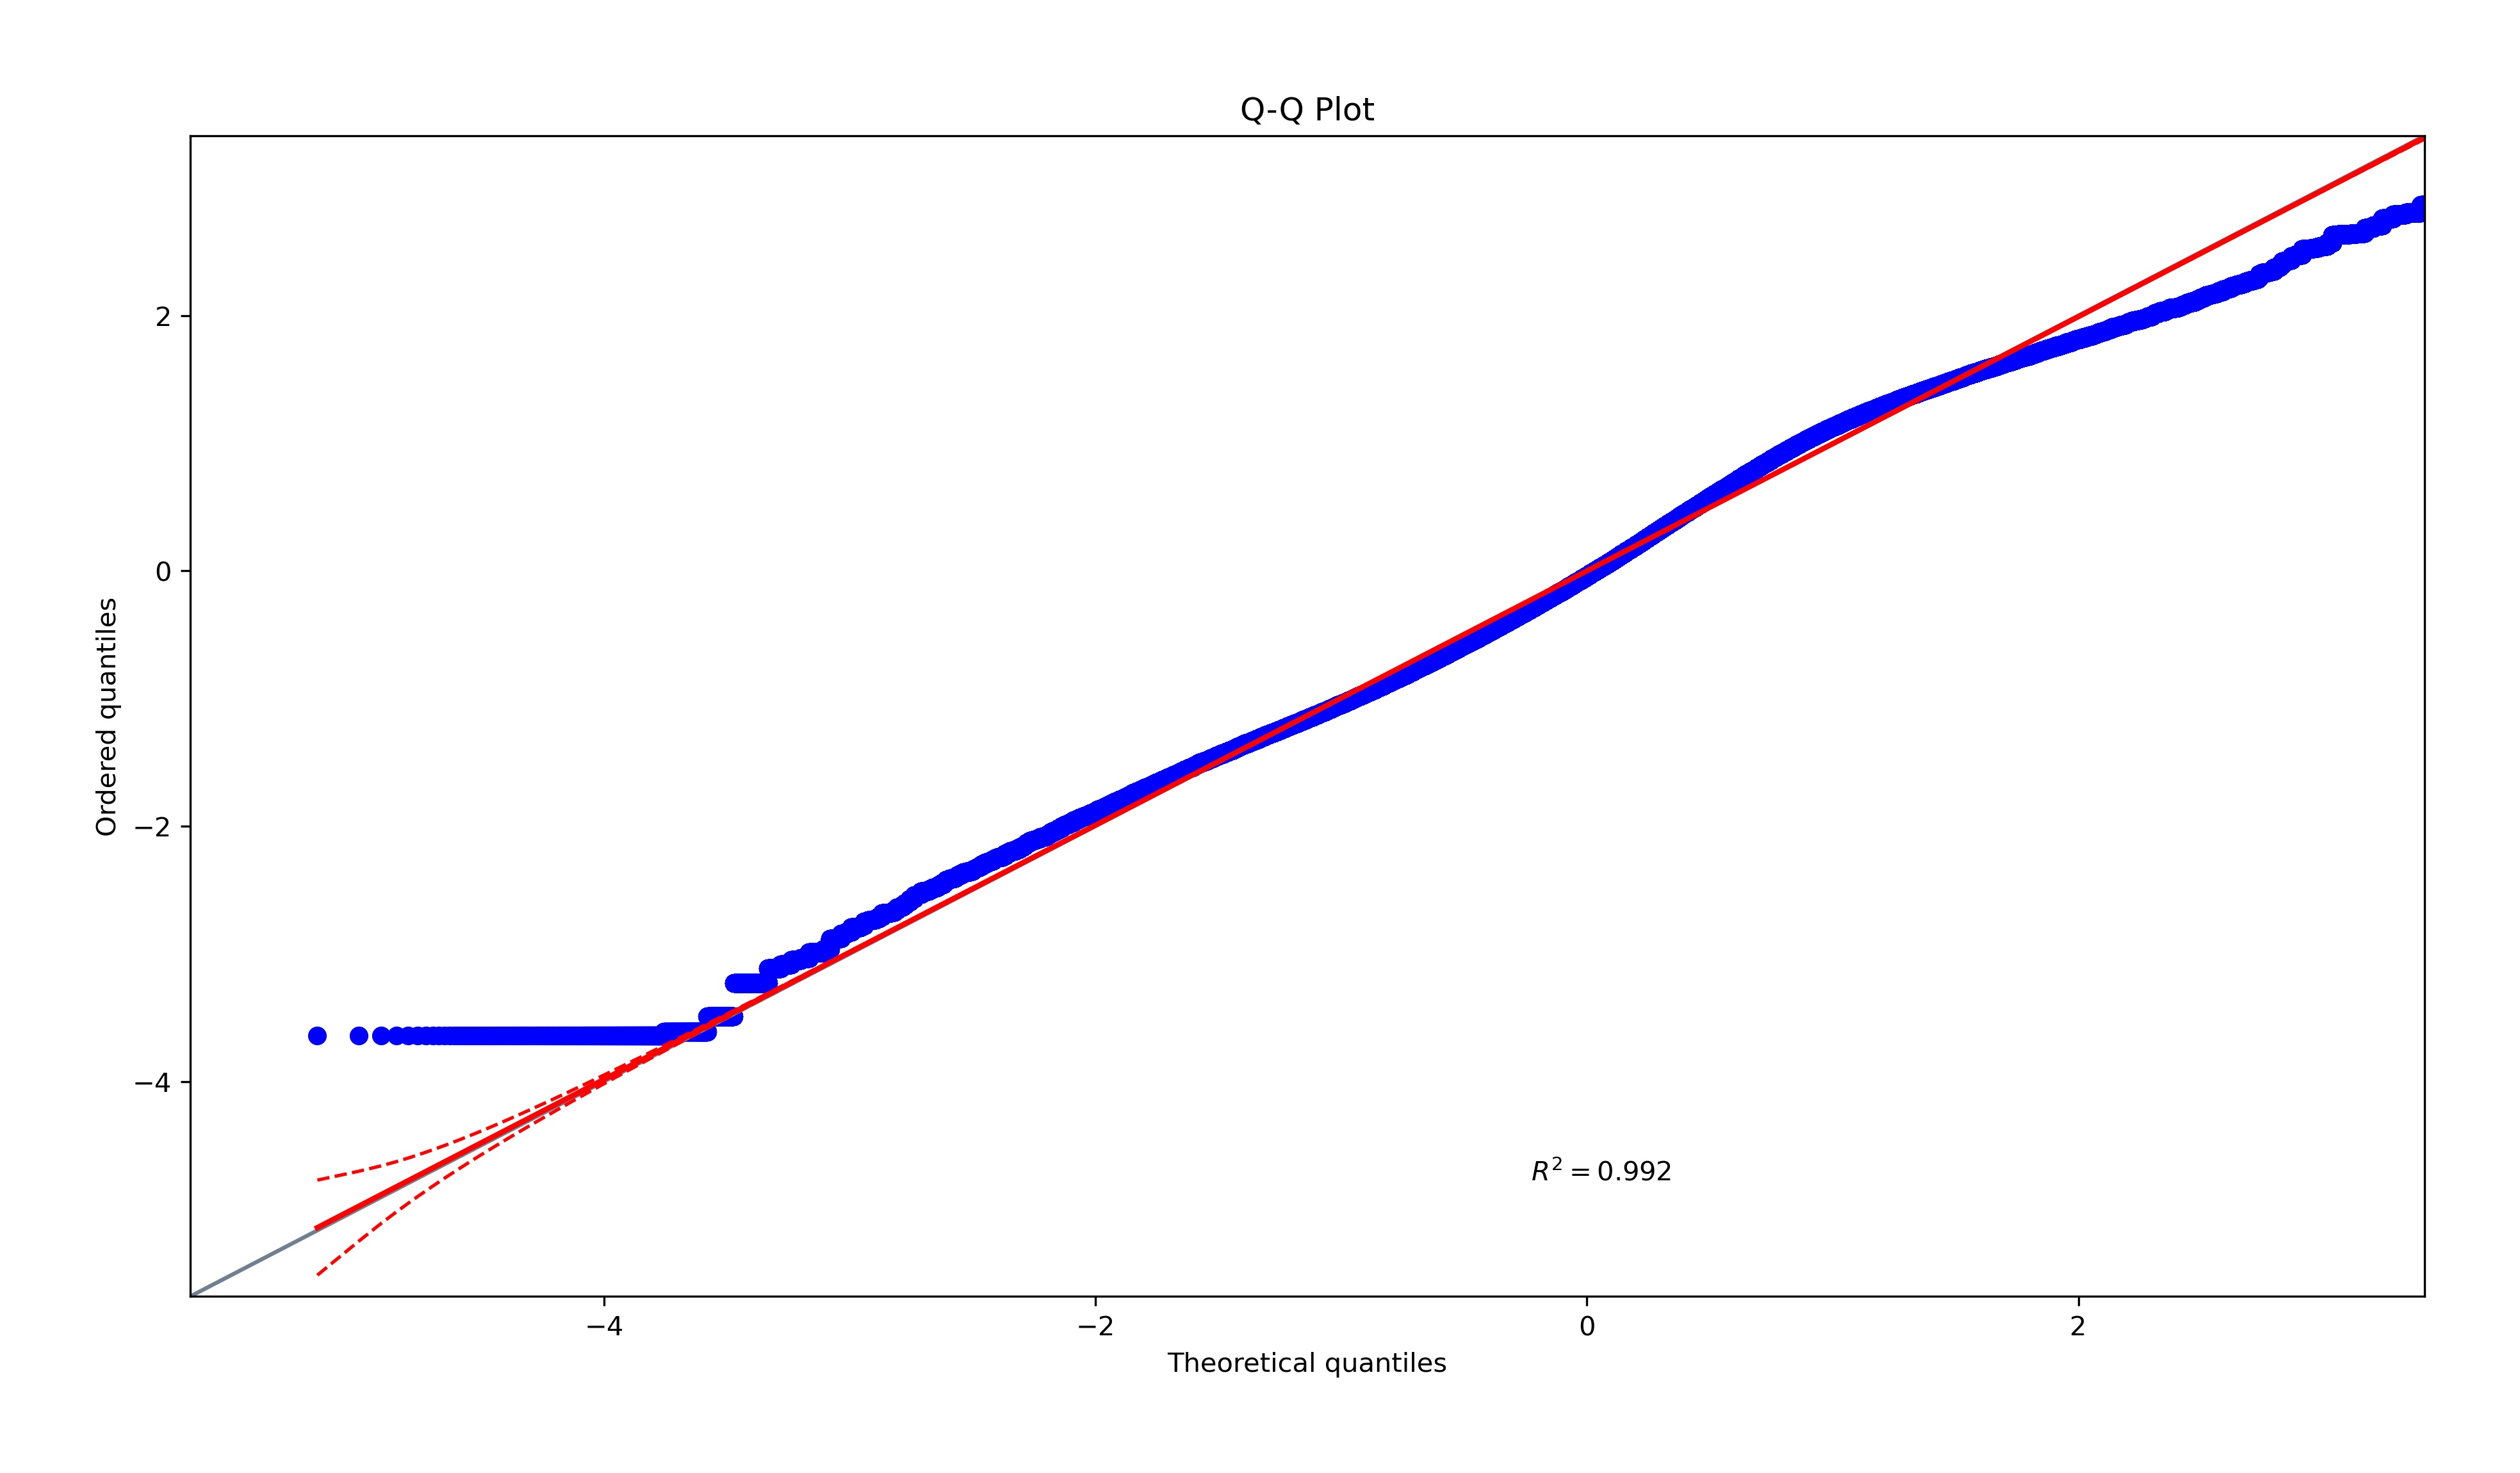 Q-Q Plot
Ordered quantiles
2
0
−2
−4
R² = 0.992
−4 −2 0 2
Theoretical quantiles